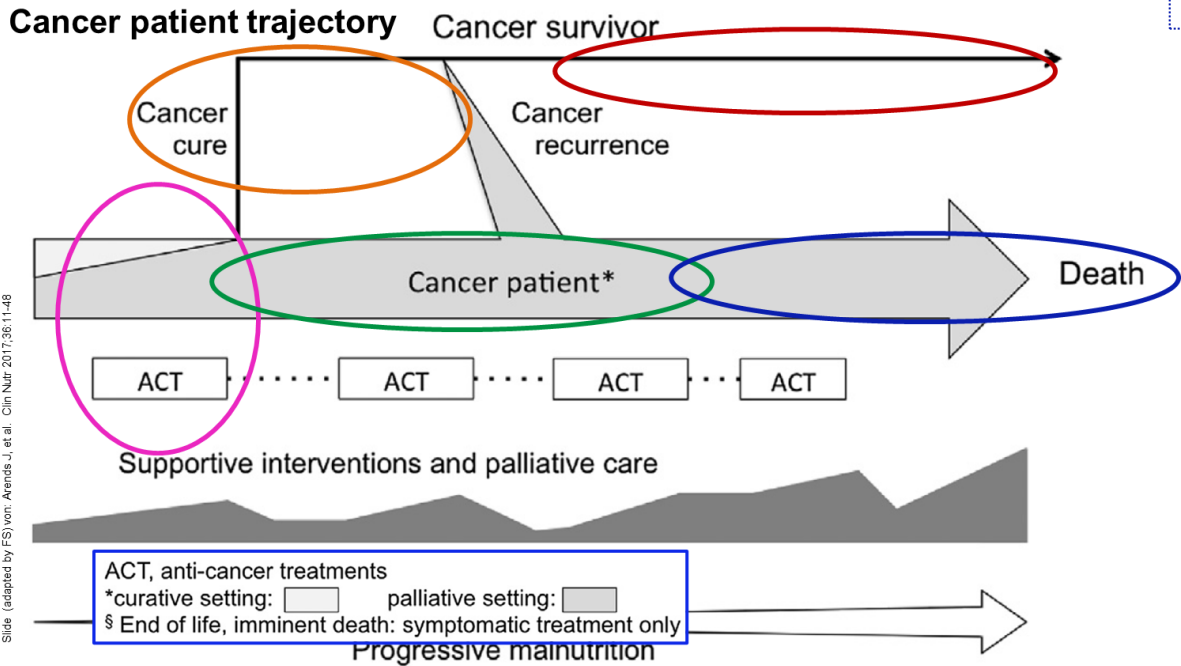 Cancer patient trajectory
Cancer survivor
Cancer
cure
Cancer
recurrence
Cancer patient*
Death
ACT
ACT
ACT
ACT
Supportive interventions and palliative care
ACT, anti-cancer treatments
*curative setting:
palliative setting:
§ End of life, imminent death: symptomatic treatment only
Progressive malnutrition
Slide (adapted by FS) von: Arends J, et al. Clin Nutr 2017;36:11-48